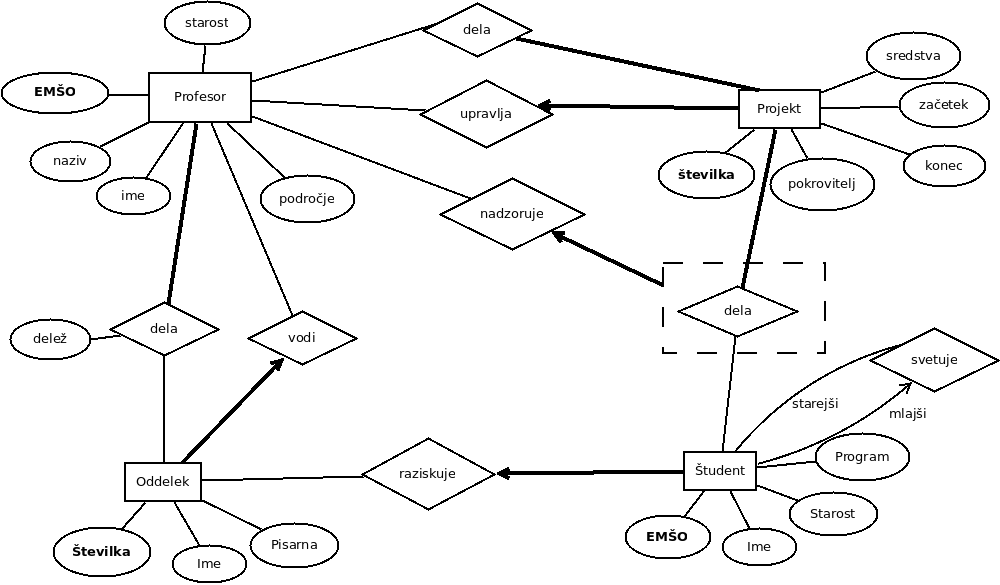 starost
dela
sredstva
EMŠO
Profesor
začetek
Projekt
upravlja
naziv
konec
številka
pokrovitelj
ime
področje
nadzoruje
dela
delež
dela
vodi
svetuje
starejši
mlajši
Program
Oddelek
raziskuje
Študent
Starost
Številka
Ime
Pisarna
EMŠO
Ime